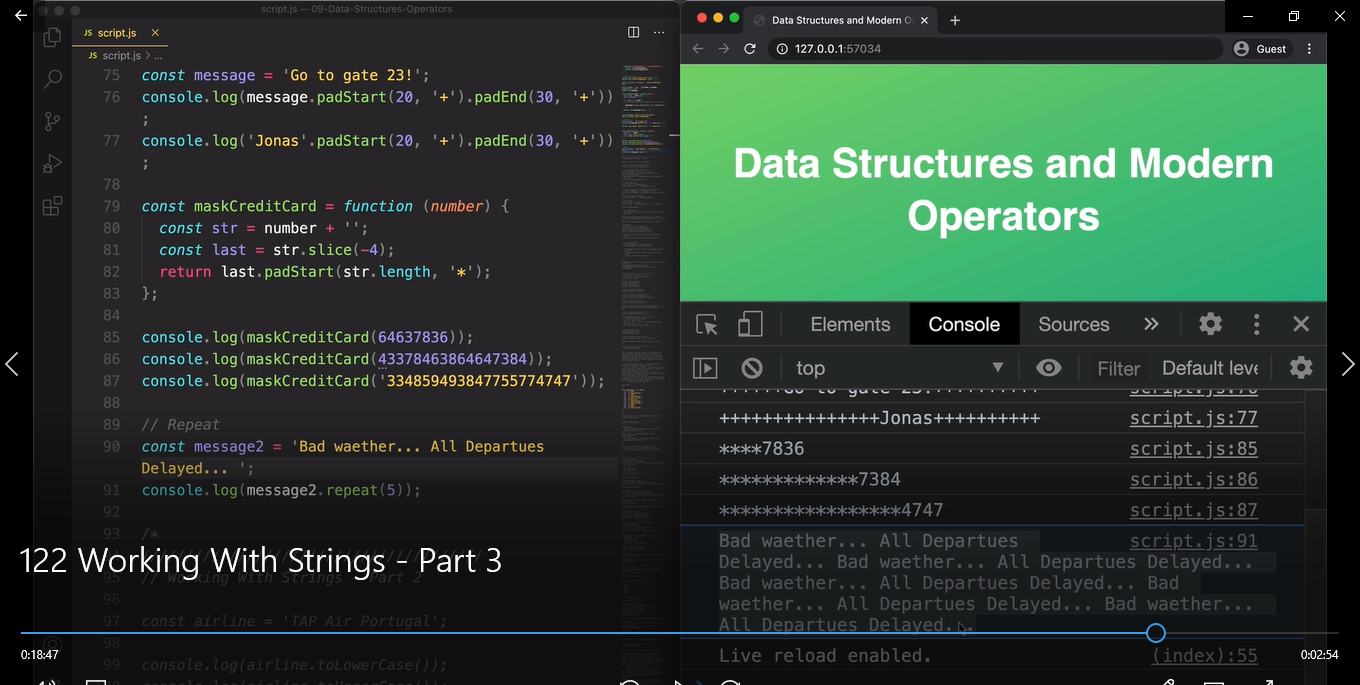 script.js — 09-Data-Structures-Operators
JS script.js ×
JS script.js > ...
75 const message = 'Go to gate 23!';
76 console.log(message.padStart(20, '+').padEnd(30, '+'))
;
77 console.log('Jonas'.padStart(20, '+').padEnd(30, '+'))
;
78
79 const maskCreditCard = function (number) {
80 const str = number + '';
81 const last = str.slice(-4);
82 return last.padStart(str.length, '*');
83 };
84
85 console.log(maskCreditCard(64637836));
86 console.log(maskCreditCard(43378463864647384));
87 console.log(maskCreditCard('334859493847755774747'));
88
89 // Repeat
90 const message2 = 'Bad waether... All Departues
Delayed... ';
91 console.log(message2.repeat(5));
92
93 /*
95 // Working With Strings - Part 2
96
97 const airline = 'TAP Air Portugal';
98
99 console.log(airline.toLowerCase());
console.log(airline.toUpperCase());
122 Working With Strings - Part 3
0:18:47
0:02:54
Data Structures and Modern O
127.0.0.1:57034
Guest
Data Structures and Modern
Operators
Elements Console Sources »
top Filter Default leve
++++++Go to gate 23!++++++++++ script.js:76
+++++++++++++++Jonas++++++++++ script.js:77
****7836 script.js:85
*************7384 script.js:86
*****************4747 script.js:87
Bad waether... All Departues script.js:91
Delayed... Bad waether... All Departues Delayed...
Bad waether... All Departues Delayed... Bad
waether... All Departues Delayed... Bad waether...
All Departues Delayed...
Live reload enabled. (index):55